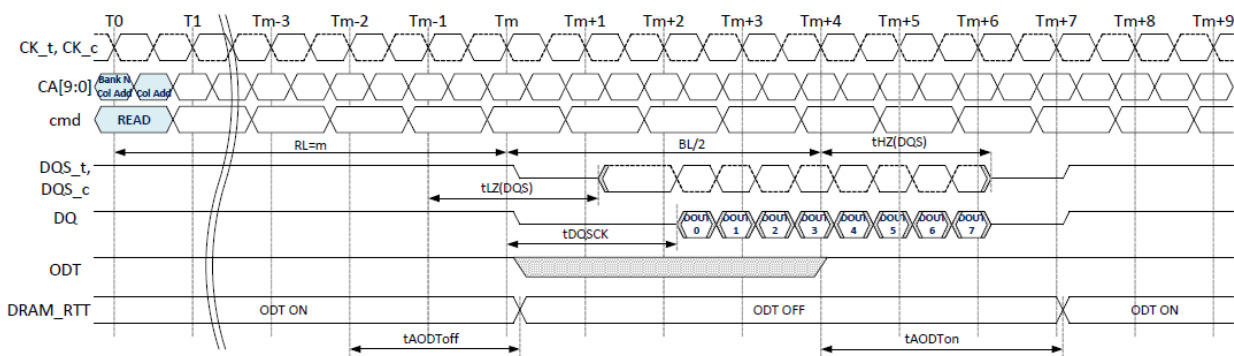 T0 T1 Tm-3 Tm-2 Tm-1 Tm Tm+1 Tm+2 Tm+3 Tm+4 Tm+5 Tm+6 Tm+7 Tm+8 Tm+9
CK_t, CK_c
CA[9:0] Bank N Col Add Col Add
cmd READ
RL=m BL/2 tHZ(DQS)
DQS_t,
DQS_c
tLZ(DQS)
DQ DOUT 0 DOUT 1 DOUT 2 DOUT 3 DOUT 4 DOUT 5 DOUT 6 DOUT 7
tDQSCK
ODT
DRAM_RTT ODT ON ODT OFF ODT ON
tAODToff tAODTon